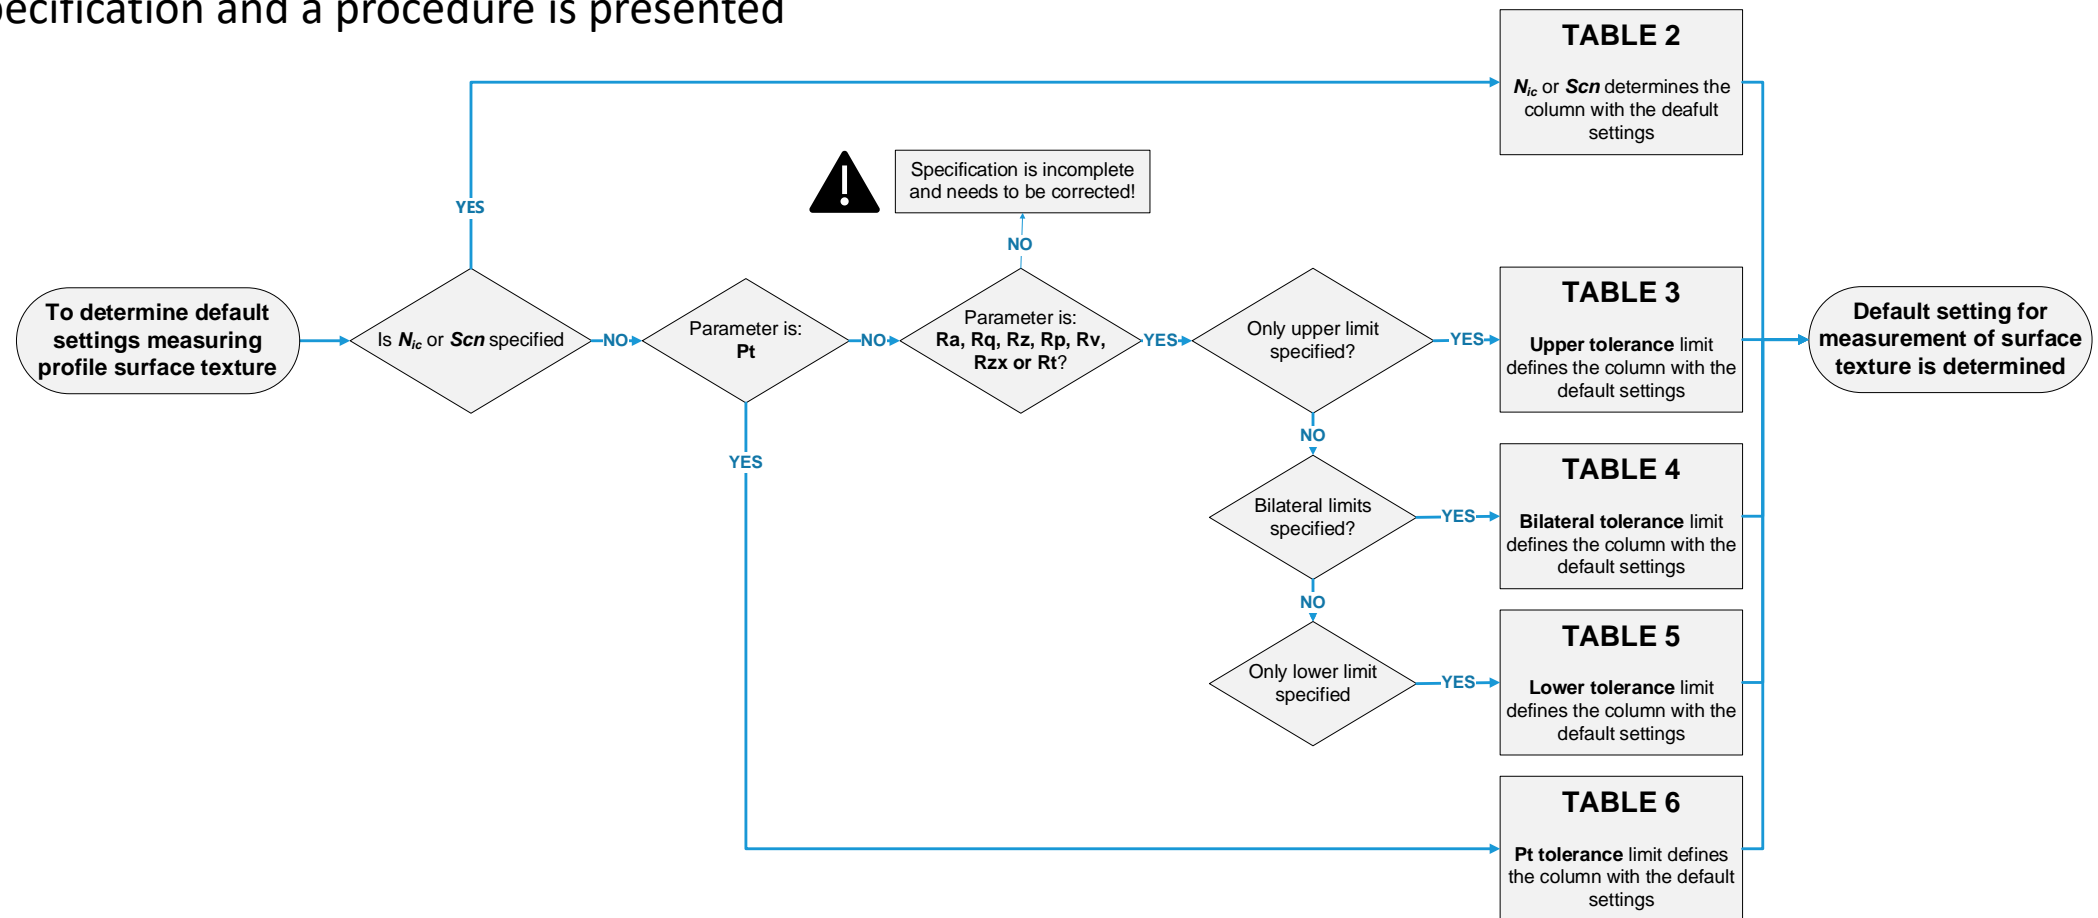 pecification and a procedure is presented
TABLE 2
Nic or Scn determines the
column with the deafult
settings
Specification is incomplete
and needs to be corrected!
YES
NO
To determine default
settings measuring
profile surface texture
Is Nic or Scn specified
NO
Parameter is:
Pt
NO
Parameter is:
Ra, Rq, Rz, Rp, Rv,
Rzx or Rt?
YES
Only upper limit
specified?
YES
TABLE 3
Upper tolerance limit
defines the column with the
default settings
Default setting for
measurement of surface
texture is determined
NO
YES
Bilateral limits
specified?
YES
TABLE 4
Bilateral tolerance limit
defines the column with the
default settings
NO
Only lower limit
specified
YES
TABLE 5
Lower tolerance limit
defines the column with the
default settings
TABLE 6
Pt tolerance limit defines
the column with the default
settings